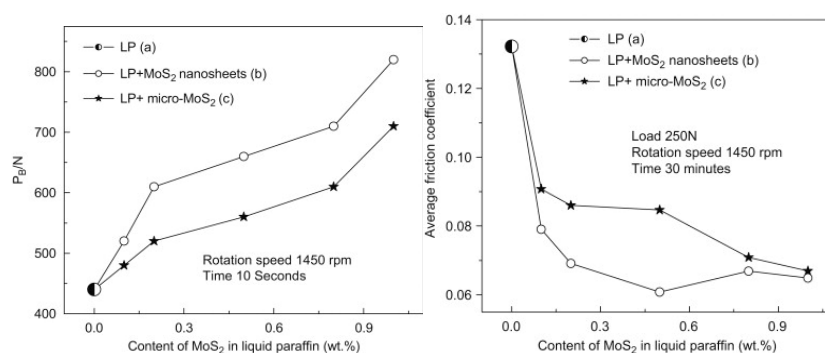 LP (a)
LP+MoS₂ nanosheets (b)
LP+ micro-MoS₂ (c)
800
700
600
500
400
P_B/N
Rotation speed 1450 rpm
Time 10 Seconds
0.0 0.3 0.6 0.9
Content of MoS₂ in liquid paraffin (wt.%)
0.14
0.12
0.10
0.08
0.06
Average friction coefficient
LP (a)
LP+MoS₂ nanosheets (b)
LP+ micro-MoS₂ (c)
Load 250N
Rotation speed 1450 rpm
Time 30 minutes
0.0 0.3 0.6 0.9
Content of MoS₂ in liquid paraffin (wt.%)